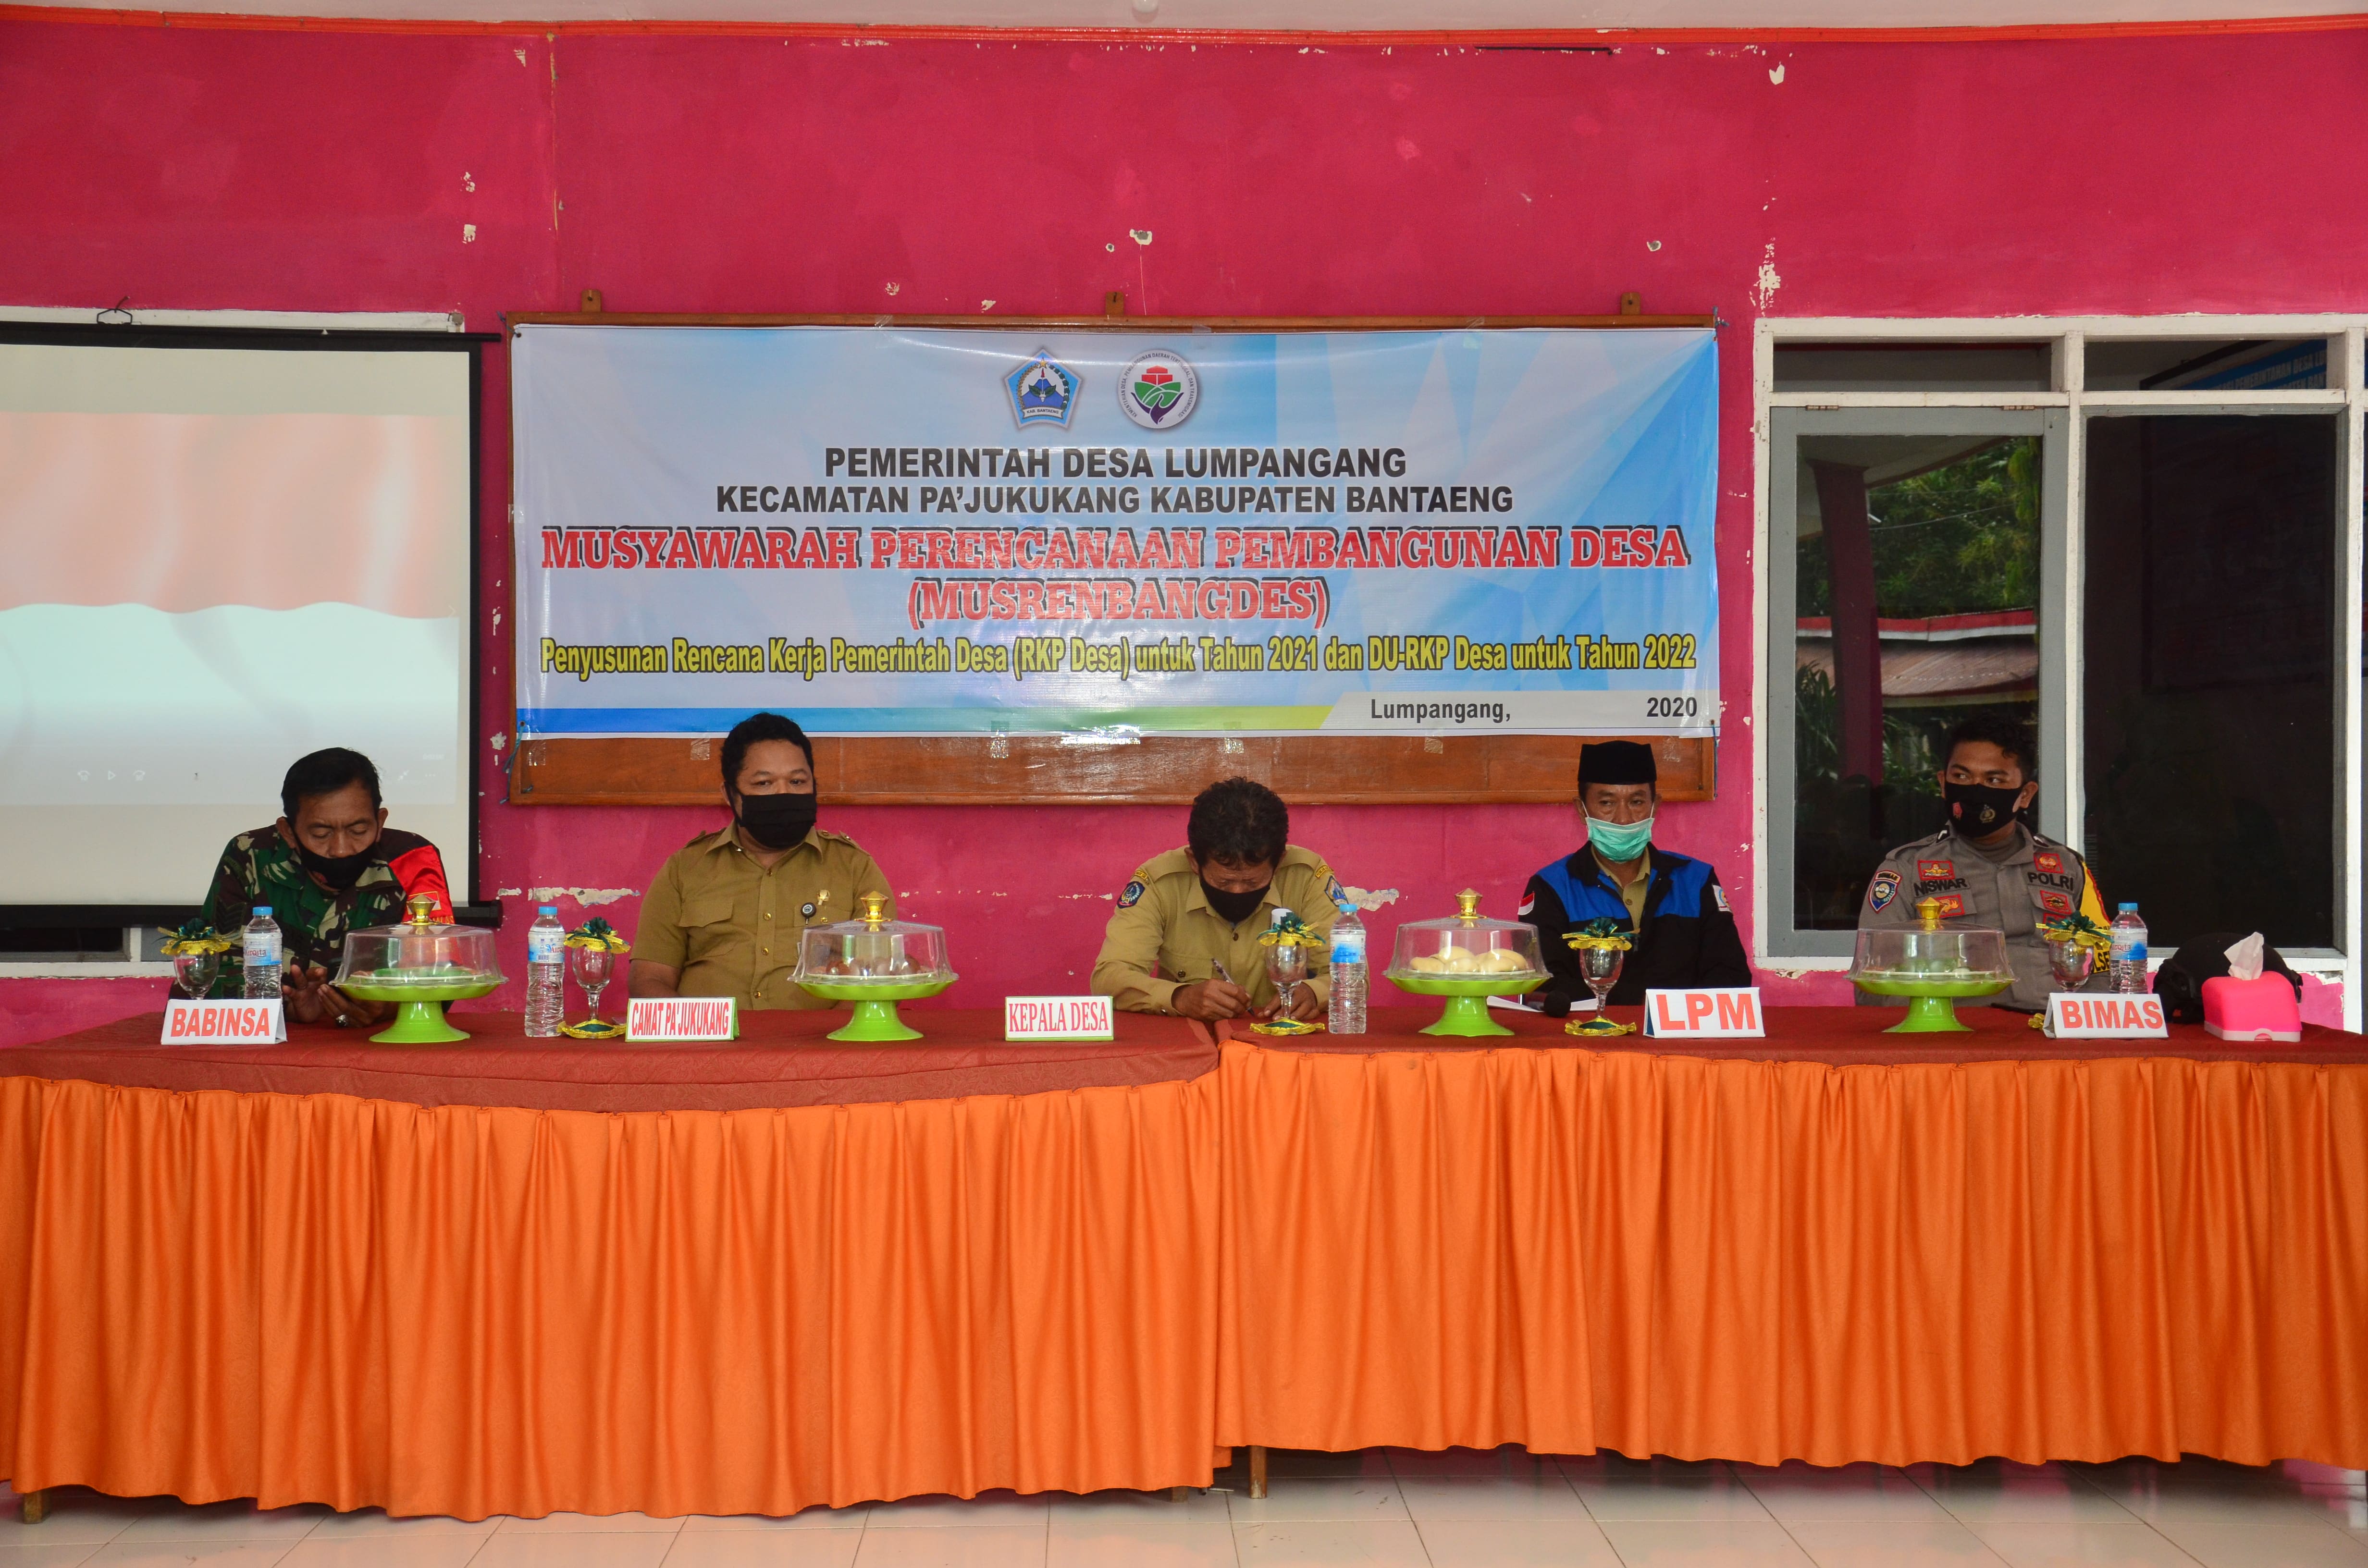 KAB. BANTAENG
PEMERINTAH DESA LUMPANGANG
KECAMATAN PA'JUKUKANG KABUPATEN BANTAENG
MUSYAWARAH PERENCANAAN PEMBANGUNAN DESA
(MUSRENBANGDES)
Penyusunan Rencana Kerja Pemerintah Desa (RKP Desa) untuk Tahun 2021 dan DU-RKP Desa untuk Tahun 2022
Lumpangang, 2020
NISWAR
POLRI
BABINSA
CAMAT PA'JUKUKANG
KEPALA DESA
LPM
BIMAS